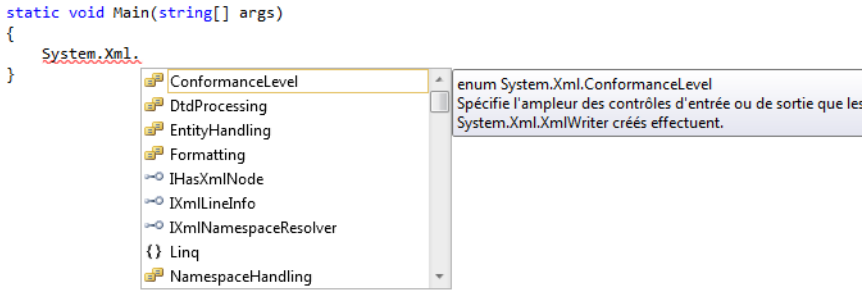 static void Main(string[] args)
{
System.Xml.
}
ConformanceLevel
DtdProcessing
EntityHandling
Formatting
IHasXmlNode
IXmlLineInfo
IXmlNamespaceResolver
{} Linq
NamespaceHandling
enum System.Xml.ConformanceLevel
Spécifie l'ampleur des contrôles d'entrée ou de sortie que les
System.Xml.XmlWriter créés effectuent.